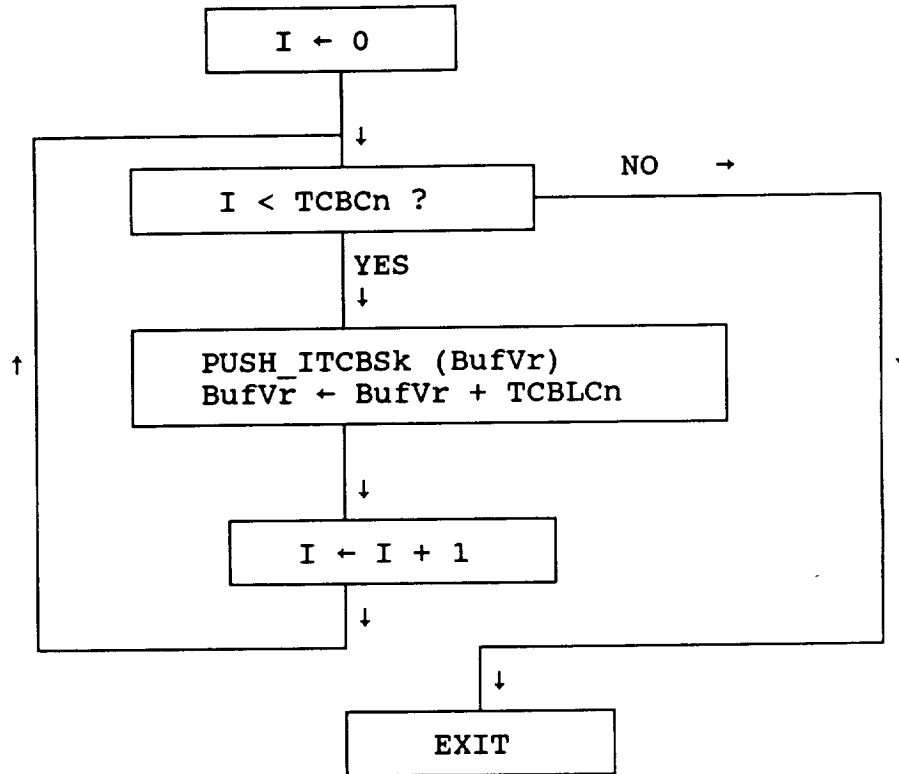 I ← 0
↓
NO →
I < TCBCn ?
YES
↓
↑
PUSH_ITCBSk (BufVr)
BufVr ← BufVr + TCBLCn
↓
I ← I + 1
↓
↓
EXIT